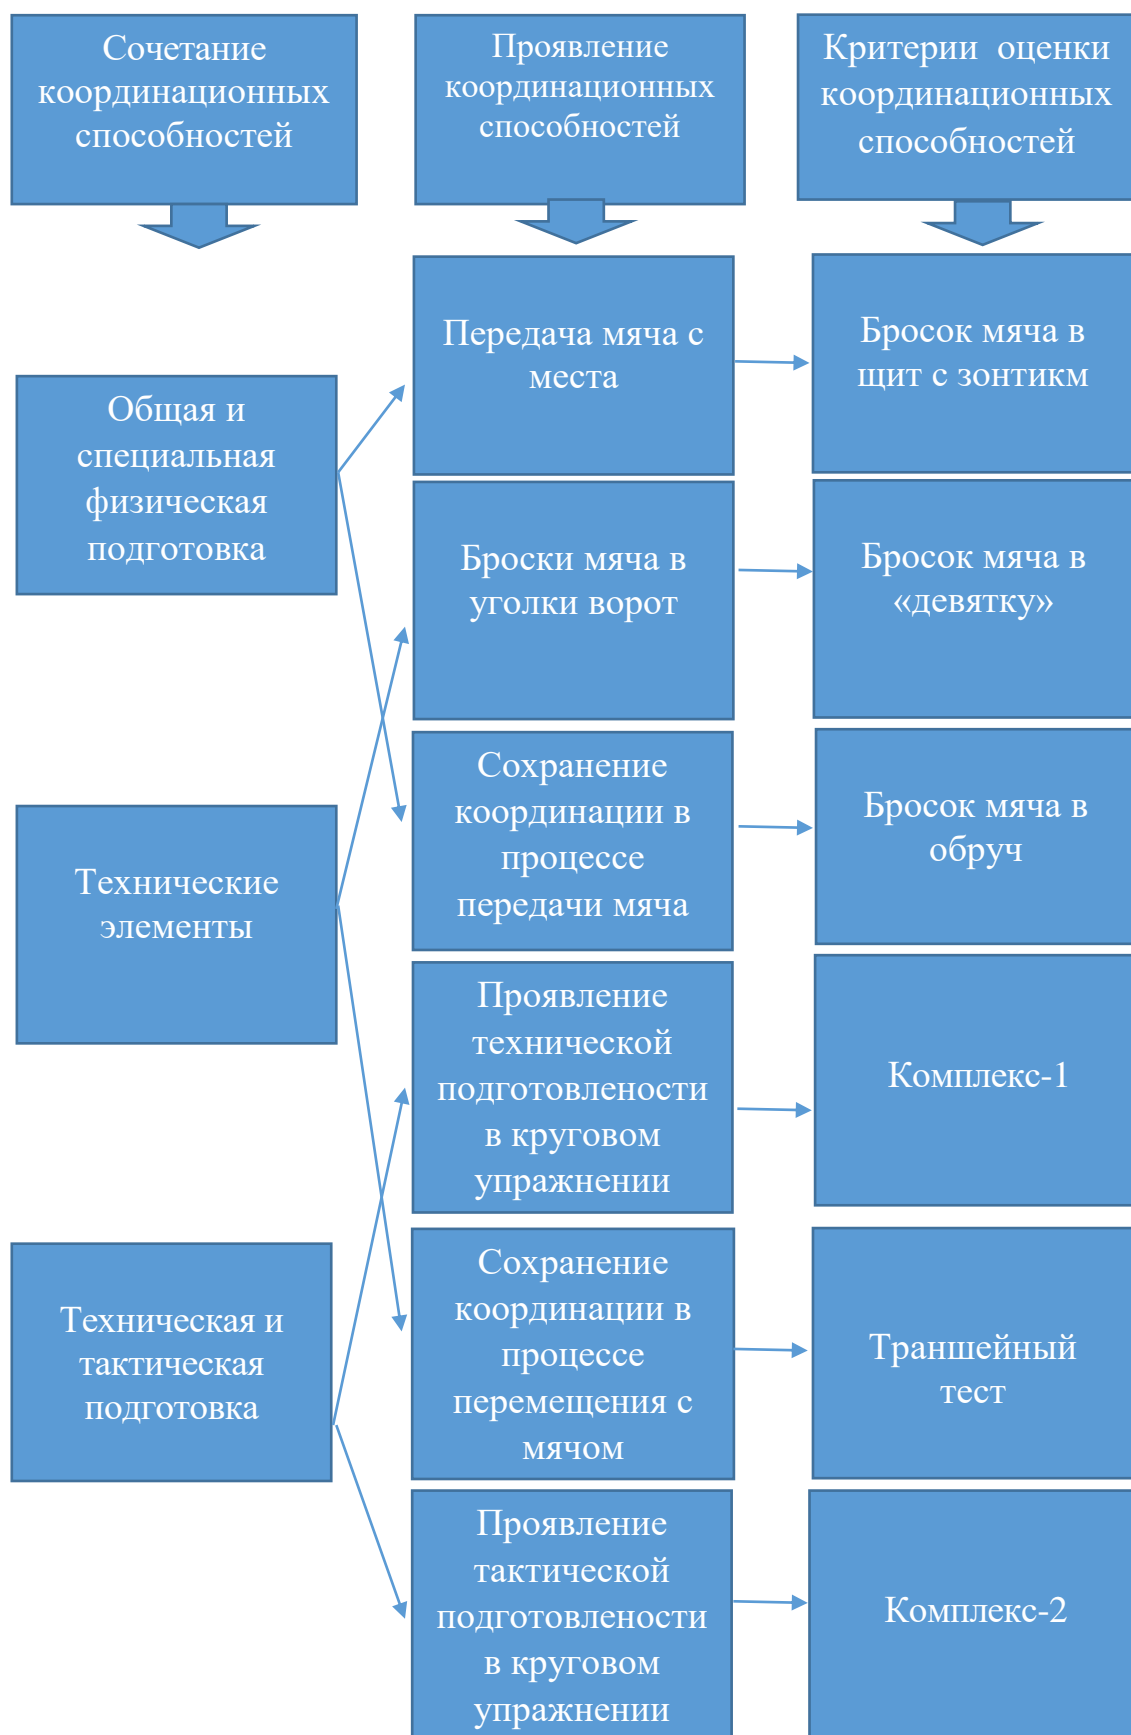 Сочетание
координационных
способностей
Проявление
координационных
способностей
Критерии оценки
координационных
способностей
Общая и
специальная
физическая
подготовка
Технические
элементы
Техническая и
тактическая
подготовка
Передача мяча с
места
Броски мяча в
уголки ворот
Сохранение
координации в
процессе
передачи мяча
Проявление
технической
подготовлености
в круговом
упражнении
Сохранение
координации в
процессе
перемещения с
мячом
Проявление
тактической
подготовлености
в круговом
упражнении
Бросок мяча в
щит с зонтикм
Бросок мяча в
«девятку»
Бросок мяча в
обруч
Комплекс-1
Траншейный
тест
Комплекс-2